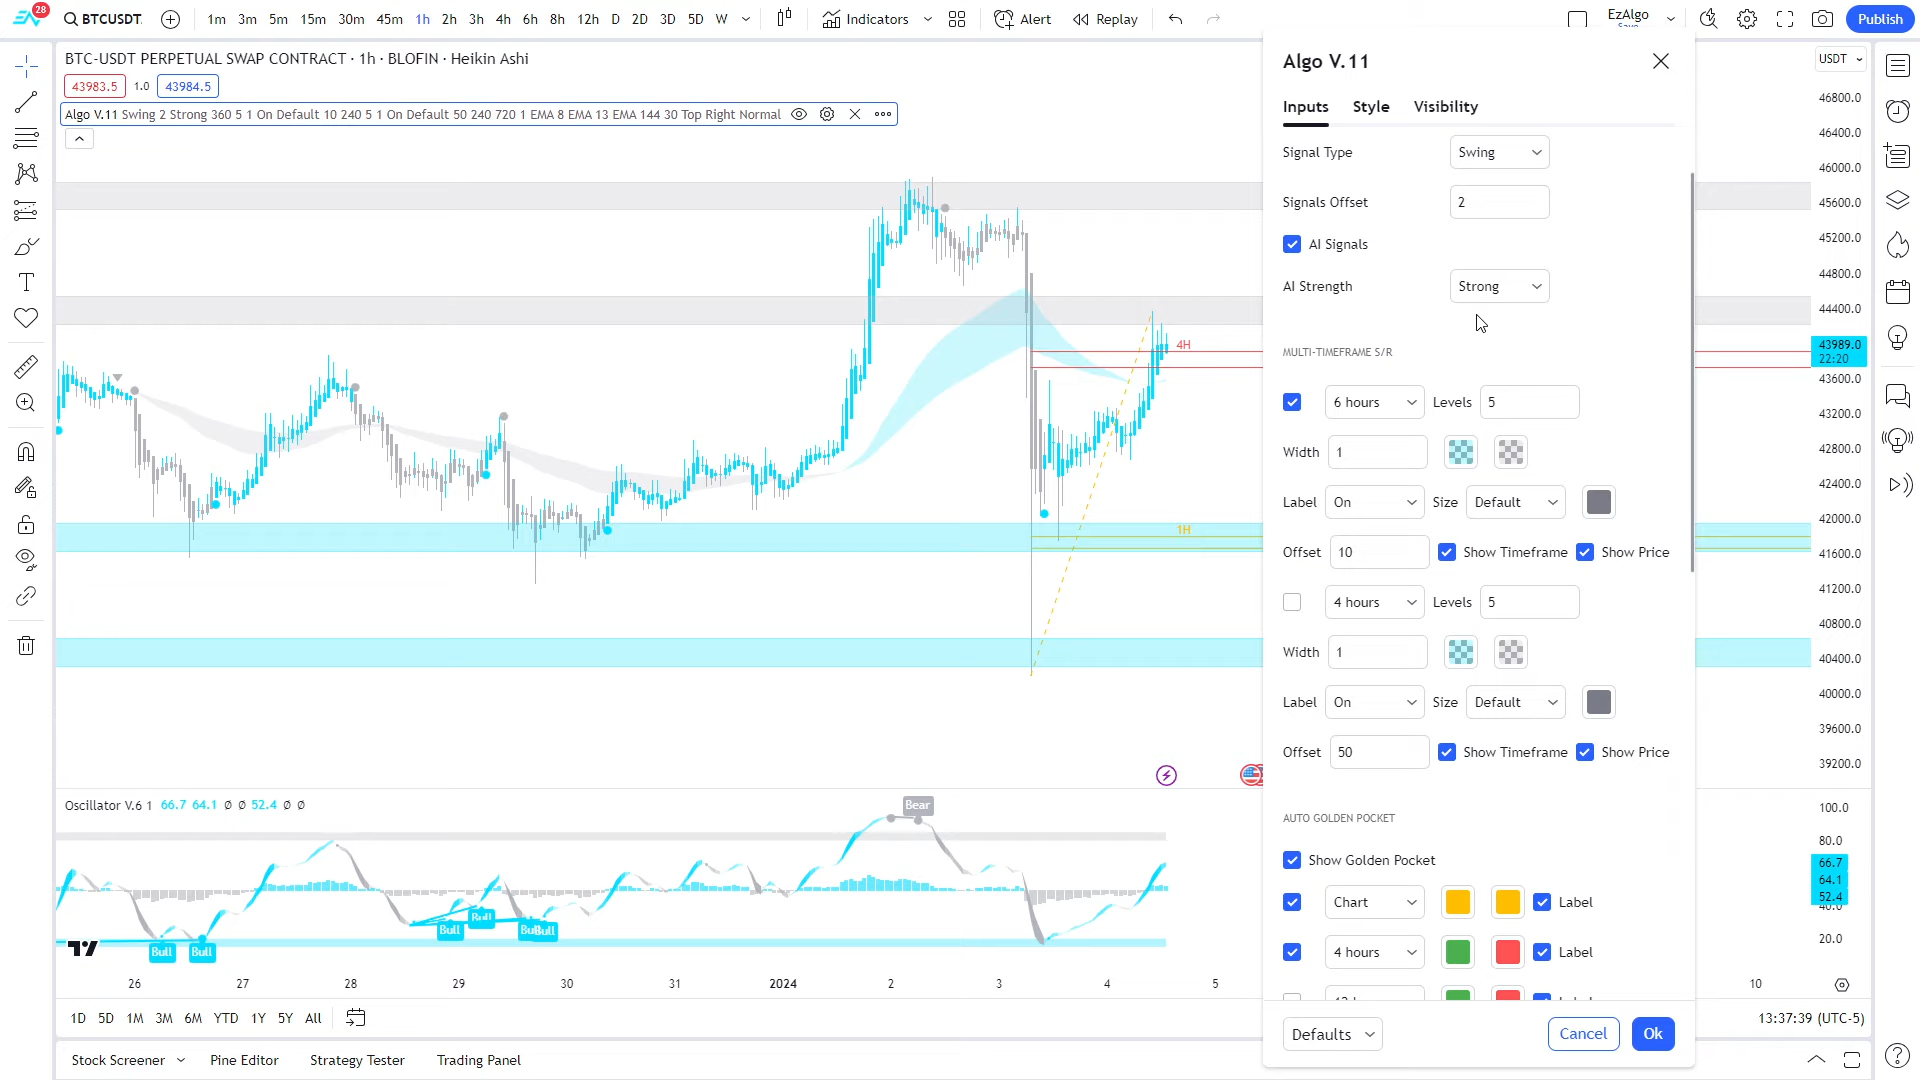 28
BTCUSDT
1m 3m 5m 15m 30m 45m 1h 2h 3h 4h 6h 8h 12h D 2D 3D 5D W
Indicators
Alert
Replay
EzAlgo
Save
Publish
BTC-USDT PERPETUAL SWAP CONTRACT · 1h · BLOFIN · Heikin Ashi
43983.5 1.0 43984.5
Algo V.11 Swing 2 Strong 360 5 1 On Default 10 240 5 1 On Default 50 240 720 1 EMA 8 EMA 13 EMA 144 30 Top Right Normal
4H
1H
Algo V.11
Inputs Style Visibility
Signal Type Swing
Signals Offset 2
AI Signals
AI Strength Strong
MULTI-TIMEFRAME S/R
6 hours Levels 5
Width 1
Label On Size Default
Offset 10 Show Timeframe Show Price
4 hours Levels 5
Width 1
Label On Size Default
Offset 50 Show Timeframe Show Price
AUTO GOLDEN POCKET
Show Golden Pocket
Chart Label
4 hours Label
Defaults Cancel Ok
USDT
46800.0
46400.0
46000.0
45600.0
45200.0
44800.0
44400.0
43989.0
22:20
43600.0
43200.0
42800.0
42400.0
42000.0
41600.0
41200.0
40800.0
40400.0
40000.0
39600.0
39200.0
Oscillator V.6 1 66.7 64.1 ∅ ∅ 52.4 ∅ ∅
Bear
Bull
Bull
Bull
Bull
Bull
Bull
100.0
80.0
66.7
64.1
52.4
40.0
20.0
26 27 28 29 30 31 2024 2 3 4 5 10
1D 5D 1M 3M 6M YTD 1Y 5Y All
13:37:39 (UTC-5)
Stock Screener Pine Editor Strategy Tester Trading Panel